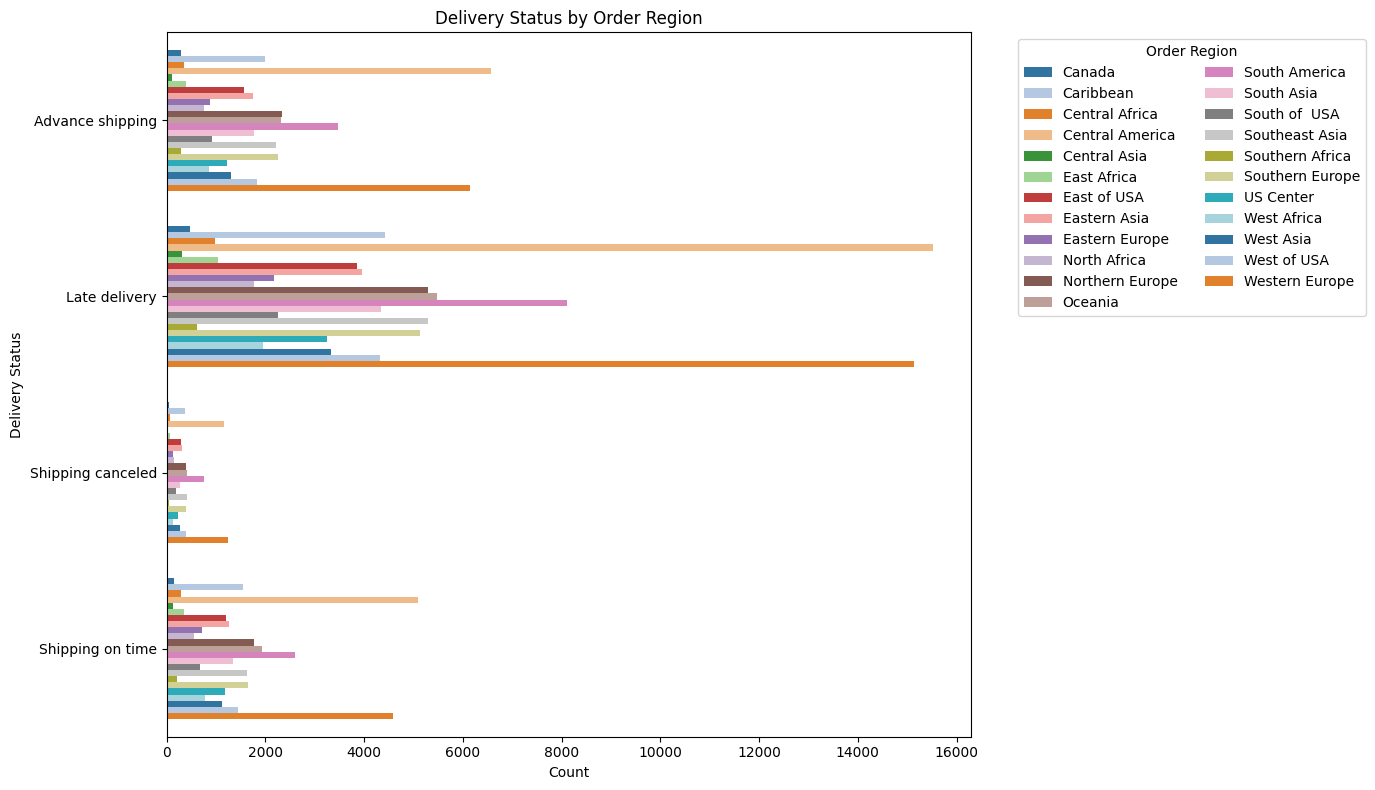 Delivery Status by Order Region
Delivery Status
Advance shipping
Late delivery
Shipping canceled
Shipping on time
0 2000 4000 6000 8000 10000 12000 14000 16000
Count
Order Region
Canada
Caribbean
Central Africa
Central America
Central Asia
East Africa
East of USA
Eastern Asia
Eastern Europe
North Africa
Northern Europe
Oceania
South America
South Asia
South of  USA
Southeast Asia
Southern Africa
Southern Europe
US Center
West Africa
West Asia
West of USA
Western Europe